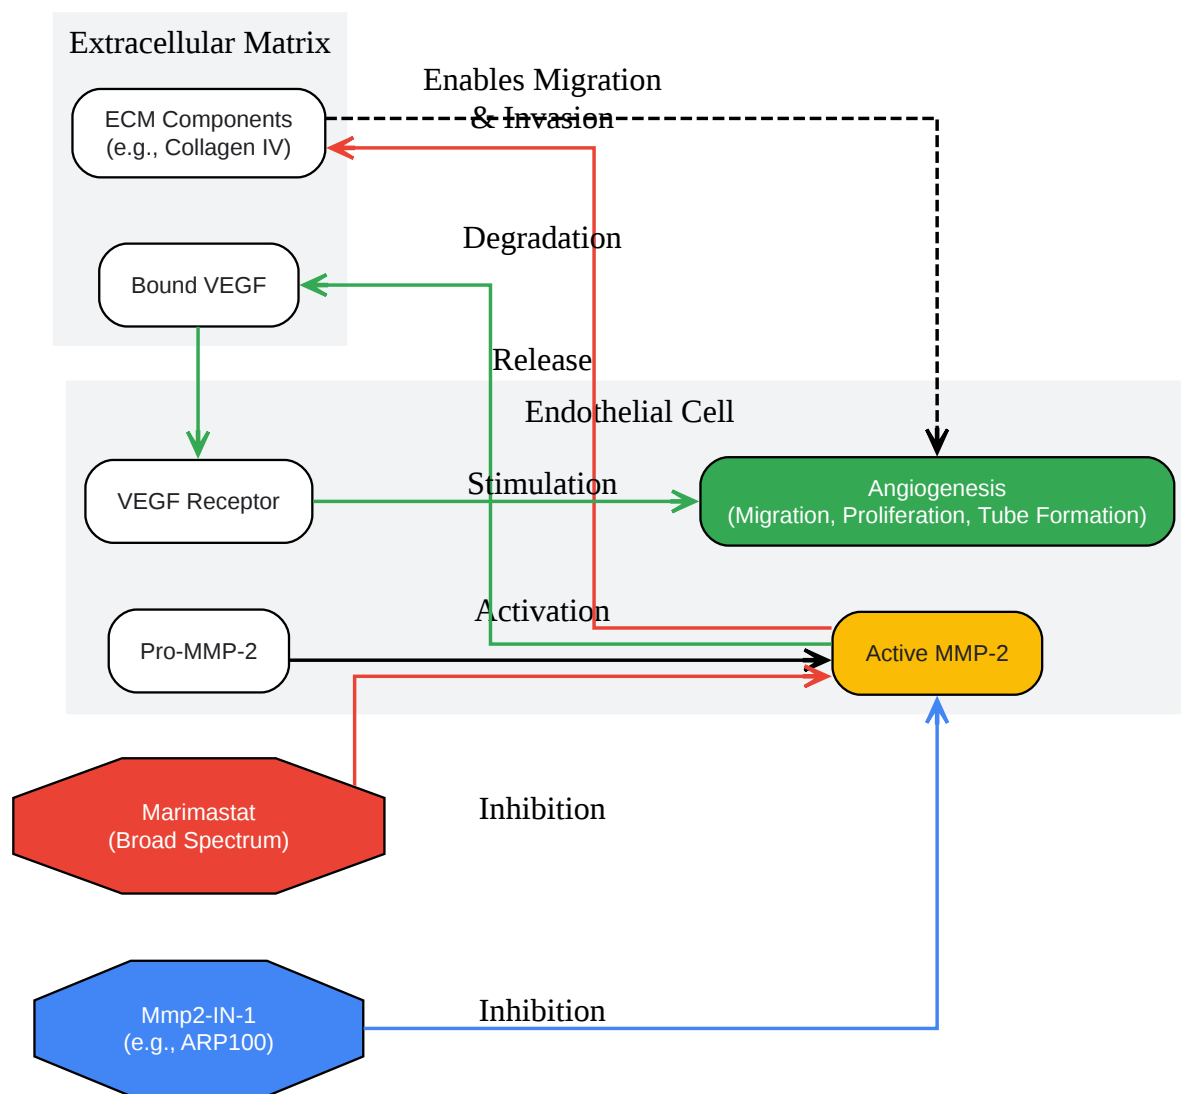 Extracellular Matrix
Enables Migration
& Invasion
ECM Components
(e.g., Collagen IV)
Degradation
Bound VEGF
Release
Endothelial Cell
Stimulation
VEGF Receptor
Angiogenesis
(Migration, Proliferation, Tube Formation)
Activation
Pro-MMP-2
Active MMP-2
Marimastat
(Broad Spectrum)
Inhibition
Mmp2-IN-1
(e.g., ARP100)
Inhibition